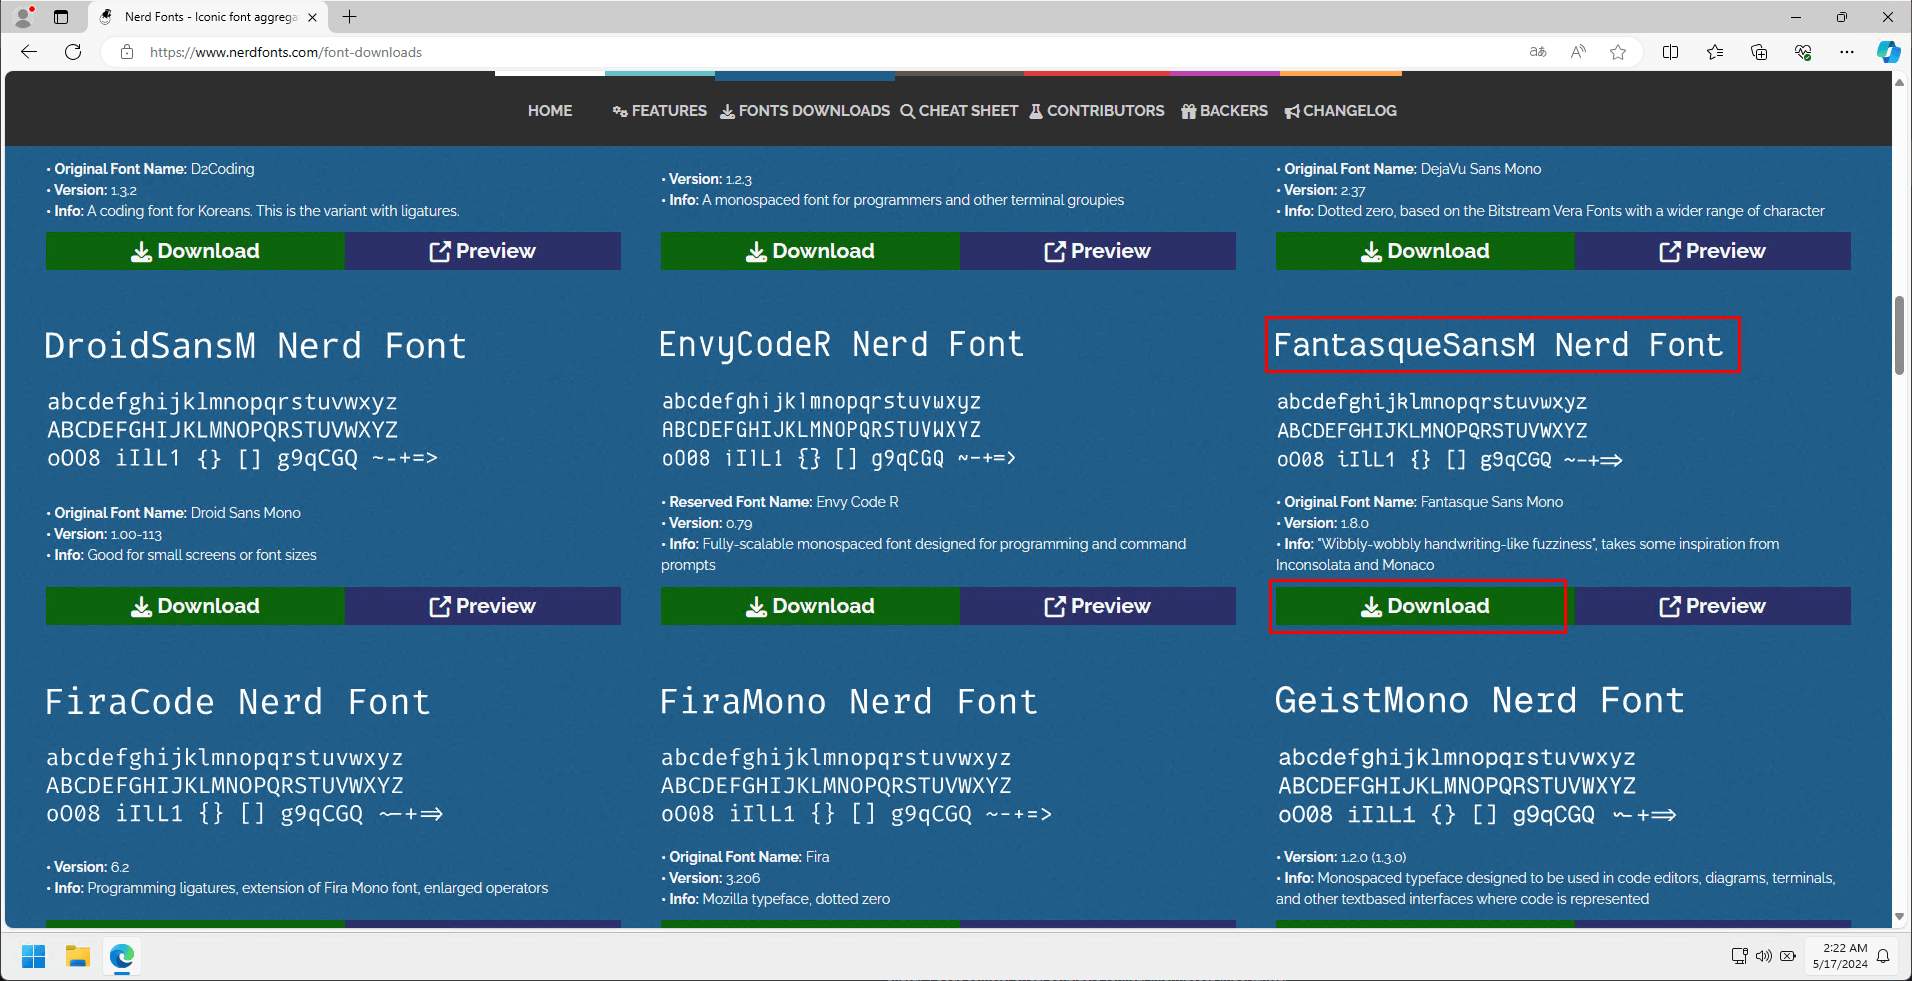 Nerd Fonts - Iconic font aggrega
https://www.nerdfonts.com/font-downloads
HOME FEATURES FONTS DOWNLOADS CHEAT SHEET CONTRIBUTORS BACKERS CHANGELOG
• Original Font Name: D2Coding
• Version: 1.3.2
• Info: A coding font for Koreans. This is the variant with ligatures.
Download Preview
• Version: 1.2.3
• Info: A monospaced font for programmers and other terminal groupies
Download Preview
• Original Font Name: DejaVu Sans Mono
• Version: 2.37
• Info: Dotted zero, based on the Bitstream Vera Fonts with a wider range of character
Download Preview
DroidSansM Nerd Font
abcdefghijklmnopqrstuvwxyz
ABCDEFGHIJKLMNOPQRSTUVWXYZ
oO08 iIlL1 {} [] g9qCGQ ~-+=>
• Original Font Name: Droid Sans Mono
• Version: 1.00-113
• Info: Good for small screens or font sizes
Download Preview
EnvyCodeR Nerd Font
abcdefghijklmnopqrstuvwxyz
ABCDEFGHIJKLMNOPQRSTUVWXYZ
oO08 iIlL1 {} [] g9qCGQ ~-+=>
• Reserved Font Name: Envy Code R
• Version: 0.79
• Info: Fully-scalable monospaced font designed for programming and command
prompts
Download Preview
FantasqueSansM Nerd Font
abcdefghijklmnopqrstuvwxyz
ABCDEFGHIJKLMNOPQRSTUVWXYZ
oO08 iIlL1 {} [] g9qCGQ ~-+=>
• Original Font Name: Fantasque Sans Mono
• Version: 1.8.0
• Info: "Wibbly-wobbly handwriting-like fuzziness", takes some inspiration from
Inconsolata and Monaco
Download Preview
FiraCode Nerd Font
abcdefghijklmnopqrstuvwxyz
ABCDEFGHIJKLMNOPQRSTUVWXYZ
oO08 iIlL1 {} [] g9qCGQ ~-+=>
• Version: 6.2
• Info: Programming ligatures, extension of Fira Mono font, enlarged operators
FiraMono Nerd Font
abcdefghijklmnopqrstuvwxyz
ABCDEFGHIJKLMNOPQRSTUVWXYZ
oO08 iIlL1 {} [] g9qCGQ ~-+=>
• Original Font Name: Fira
• Version: 3.206
• Info: Mozilla typeface, dotted zero
GeistMono Nerd Font
abcdefghijklmnopqrstuvwxyz
ABCDEFGHIJKLMNOPQRSTUVWXYZ
oO08 iIlL1 {} [] g9qCGQ ~-+=>
• Version: 1.2.0 (1.3.0)
• Info: Monospaced typeface designed to be used in code editors, diagrams, terminals,
and other textbased interfaces where code is represented
2:22 AM
5/17/2024